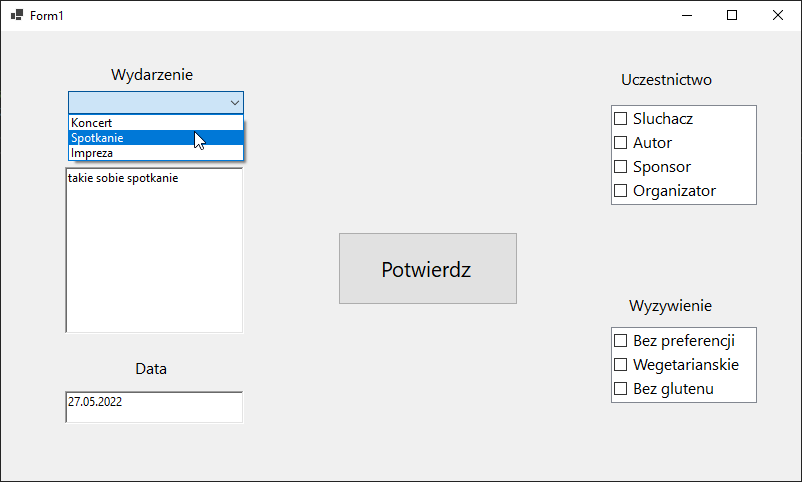 Form1
Wydarzenie
Koncert
Spotkanie
Impreza
takie sobie spotkanie
Data
27.05.2022
Potwierdz
Uczestnictwo
Sluchacz
Autor
Sponsor
Organizator
Wyzywienie
Bez preferencji
Wegetarianskie
Bez glutenu